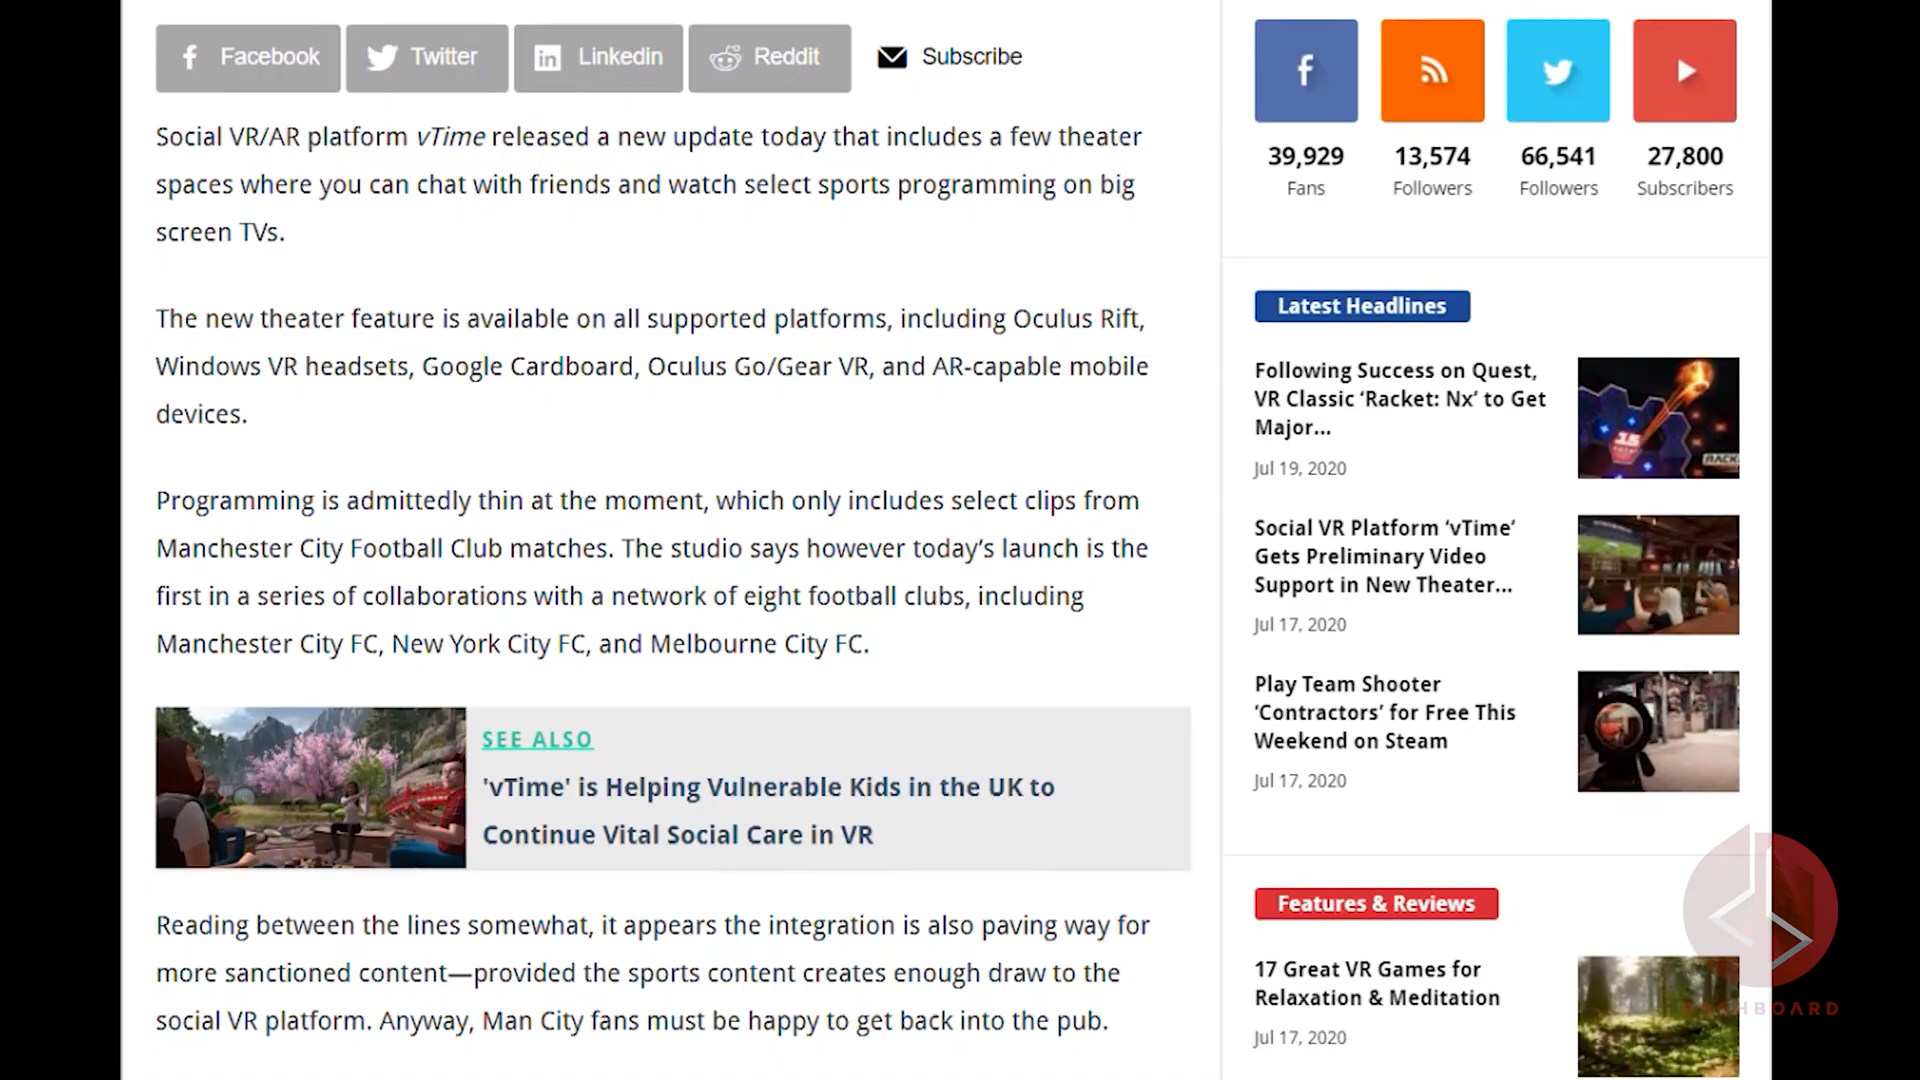 Facebook
Twitter
Linkedin
Reddit
Subscribe
Social VR/AR platform vTime released a new update today that includes a few theater
spaces where you can chat with friends and watch select sports programming on big
screen TVs.
The new theater feature is available on all supported platforms, including Oculus Rift,
Windows VR headsets, Google Cardboard, Oculus Go/Gear VR, and AR-capable mobile
devices.
Programming is admittedly thin at the moment, which only includes select clips from
Manchester City Football Club matches. The studio says however today’s launch is the
first in a series of collaborations with a network of eight football clubs, including
Manchester City FC, New York City FC, and Melbourne City FC.
SEE ALSO
'vTime' is Helping Vulnerable Kids in the UK to
Continue Vital Social Care in VR
Reading between the lines somewhat, it appears the integration is also paving way for
more sanctioned content—provided the sports content creates enough draw to the
social VR platform. Anyway, Man City fans must be happy to get back into the pub.
39,929
Fans
13,574
Followers
66,541
Followers
27,800
Subscribers
Latest Headlines
Following Success on Quest,
VR Classic ‘Racket: Nx’ to Get
Major...
Jul 19, 2020
15
RACK
Social VR Platform ‘vTime’
Gets Preliminary Video
Support in New Theater...
Jul 17, 2020
Play Team Shooter
‘Contractors’ for Free This
Weekend on Steam
Jul 17, 2020
Features & Reviews
17 Great VR Games for
Relaxation & Meditation
Jul 17, 2020
DASHBOARD